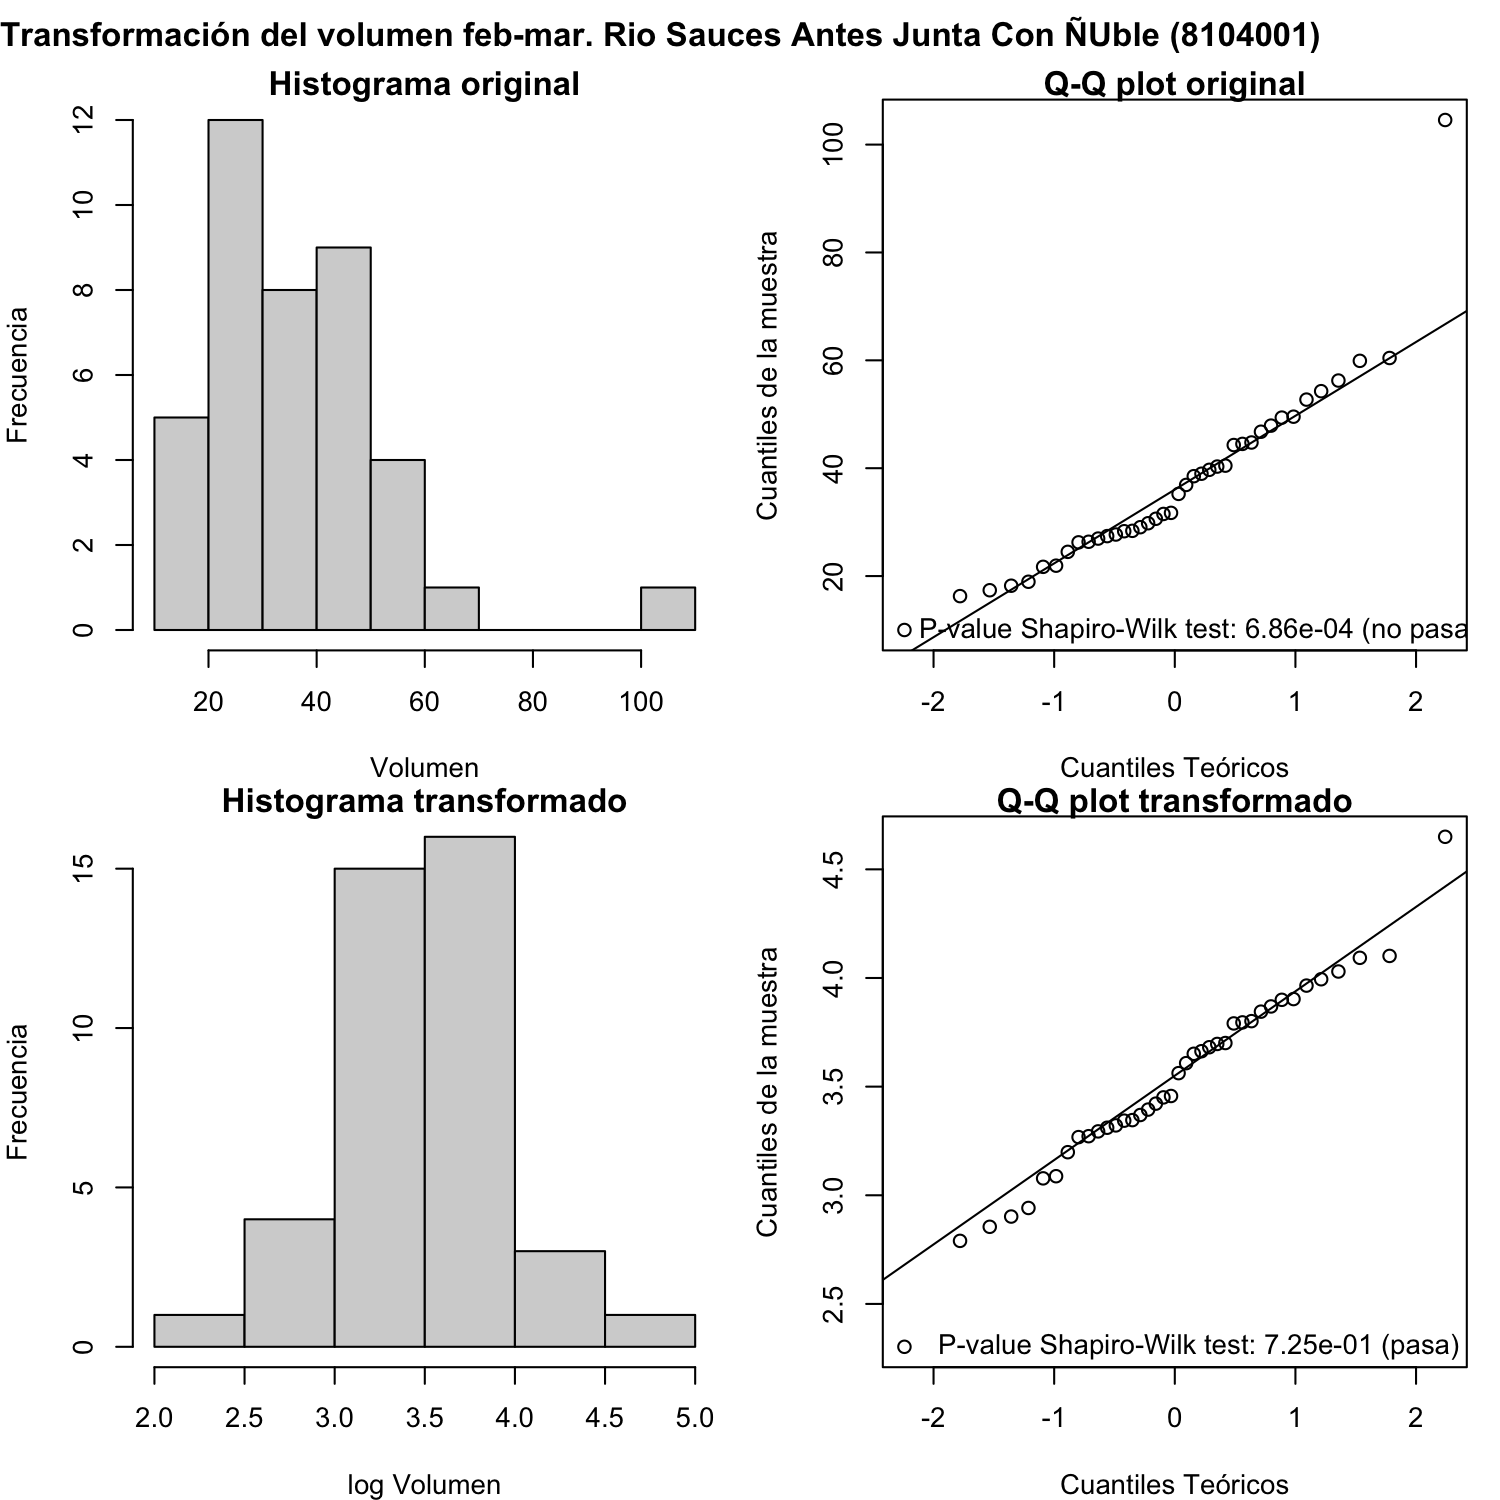 Transformación del volumen feb-mar. Rio Sauces Antes Junta Con ÑUble (8104001)
Histograma original
Frecuencia
0 2 4 6 8 10 12
20 40 60 80 100
Volumen
Q-Q plot original
Cuantiles de la muestra
20 40 60 80 100
P-value Shapiro-Wilk test: 6.86e-04 (no pasa
-2 -1 0 1 2
Cuantiles Teóricos
Histograma transformado
Frecuencia
0 5 10 15
2.0 2.5 3.0 3.5 4.0 4.5 5.0
log Volumen
Q-Q plot transformado
Cuantiles de la muestra
2.5 3.0 3.5 4.0 4.5
P-value Shapiro-Wilk test: 7.25e-01 (pasa)
-2 -1 0 1 2
Cuantiles Teóricos